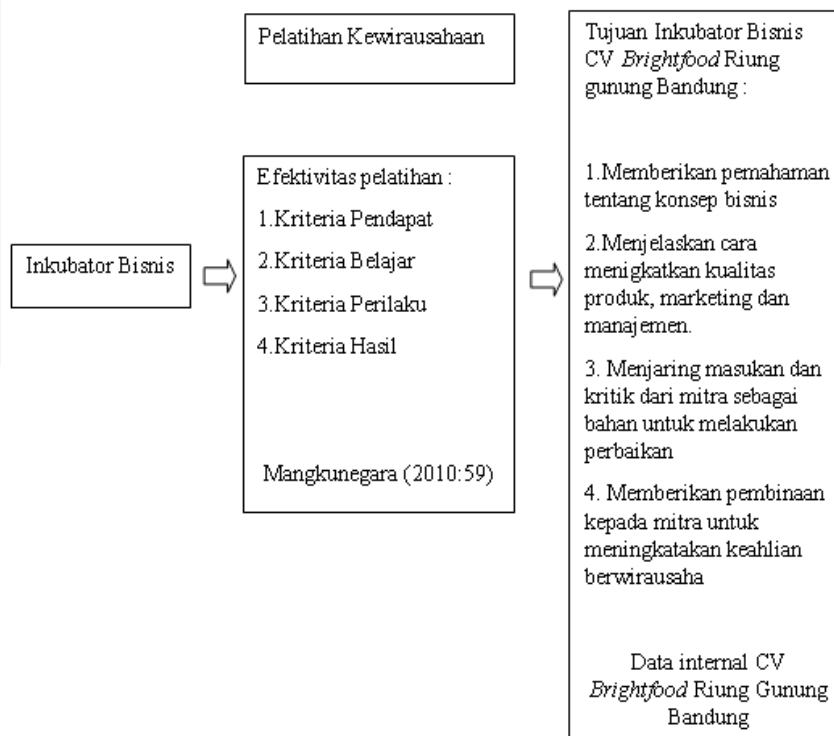 Pelatihan Kewirausahaan
Inkubator Bisnis
Efektivitas pelatihan :
1.Kriteria Pendapat
2.Kriteria Belajar
3.Kriteria Perilaku
4.Kriteria Hasil
Mangkunegara (2010:59)
Tujuan Inkubator Bisnis
CV Brightfood Riung
gunung Bandung :
1.Memberikan pemahaman
tentang konsep bisnis
2.Menjelaskan cara
menigkatkan kualitas
produk, marketing dan
manajemen.
3. Menjaring masukan dan
kritik dari mitra sebagai
bahan untuk melakukan
perbaikan
4. Memberikan pembinaan
kepada mitra untuk
meningkatakan keahlian
berwirausaha
Data internal CV
Brightfood Riung Gunung
Bandung